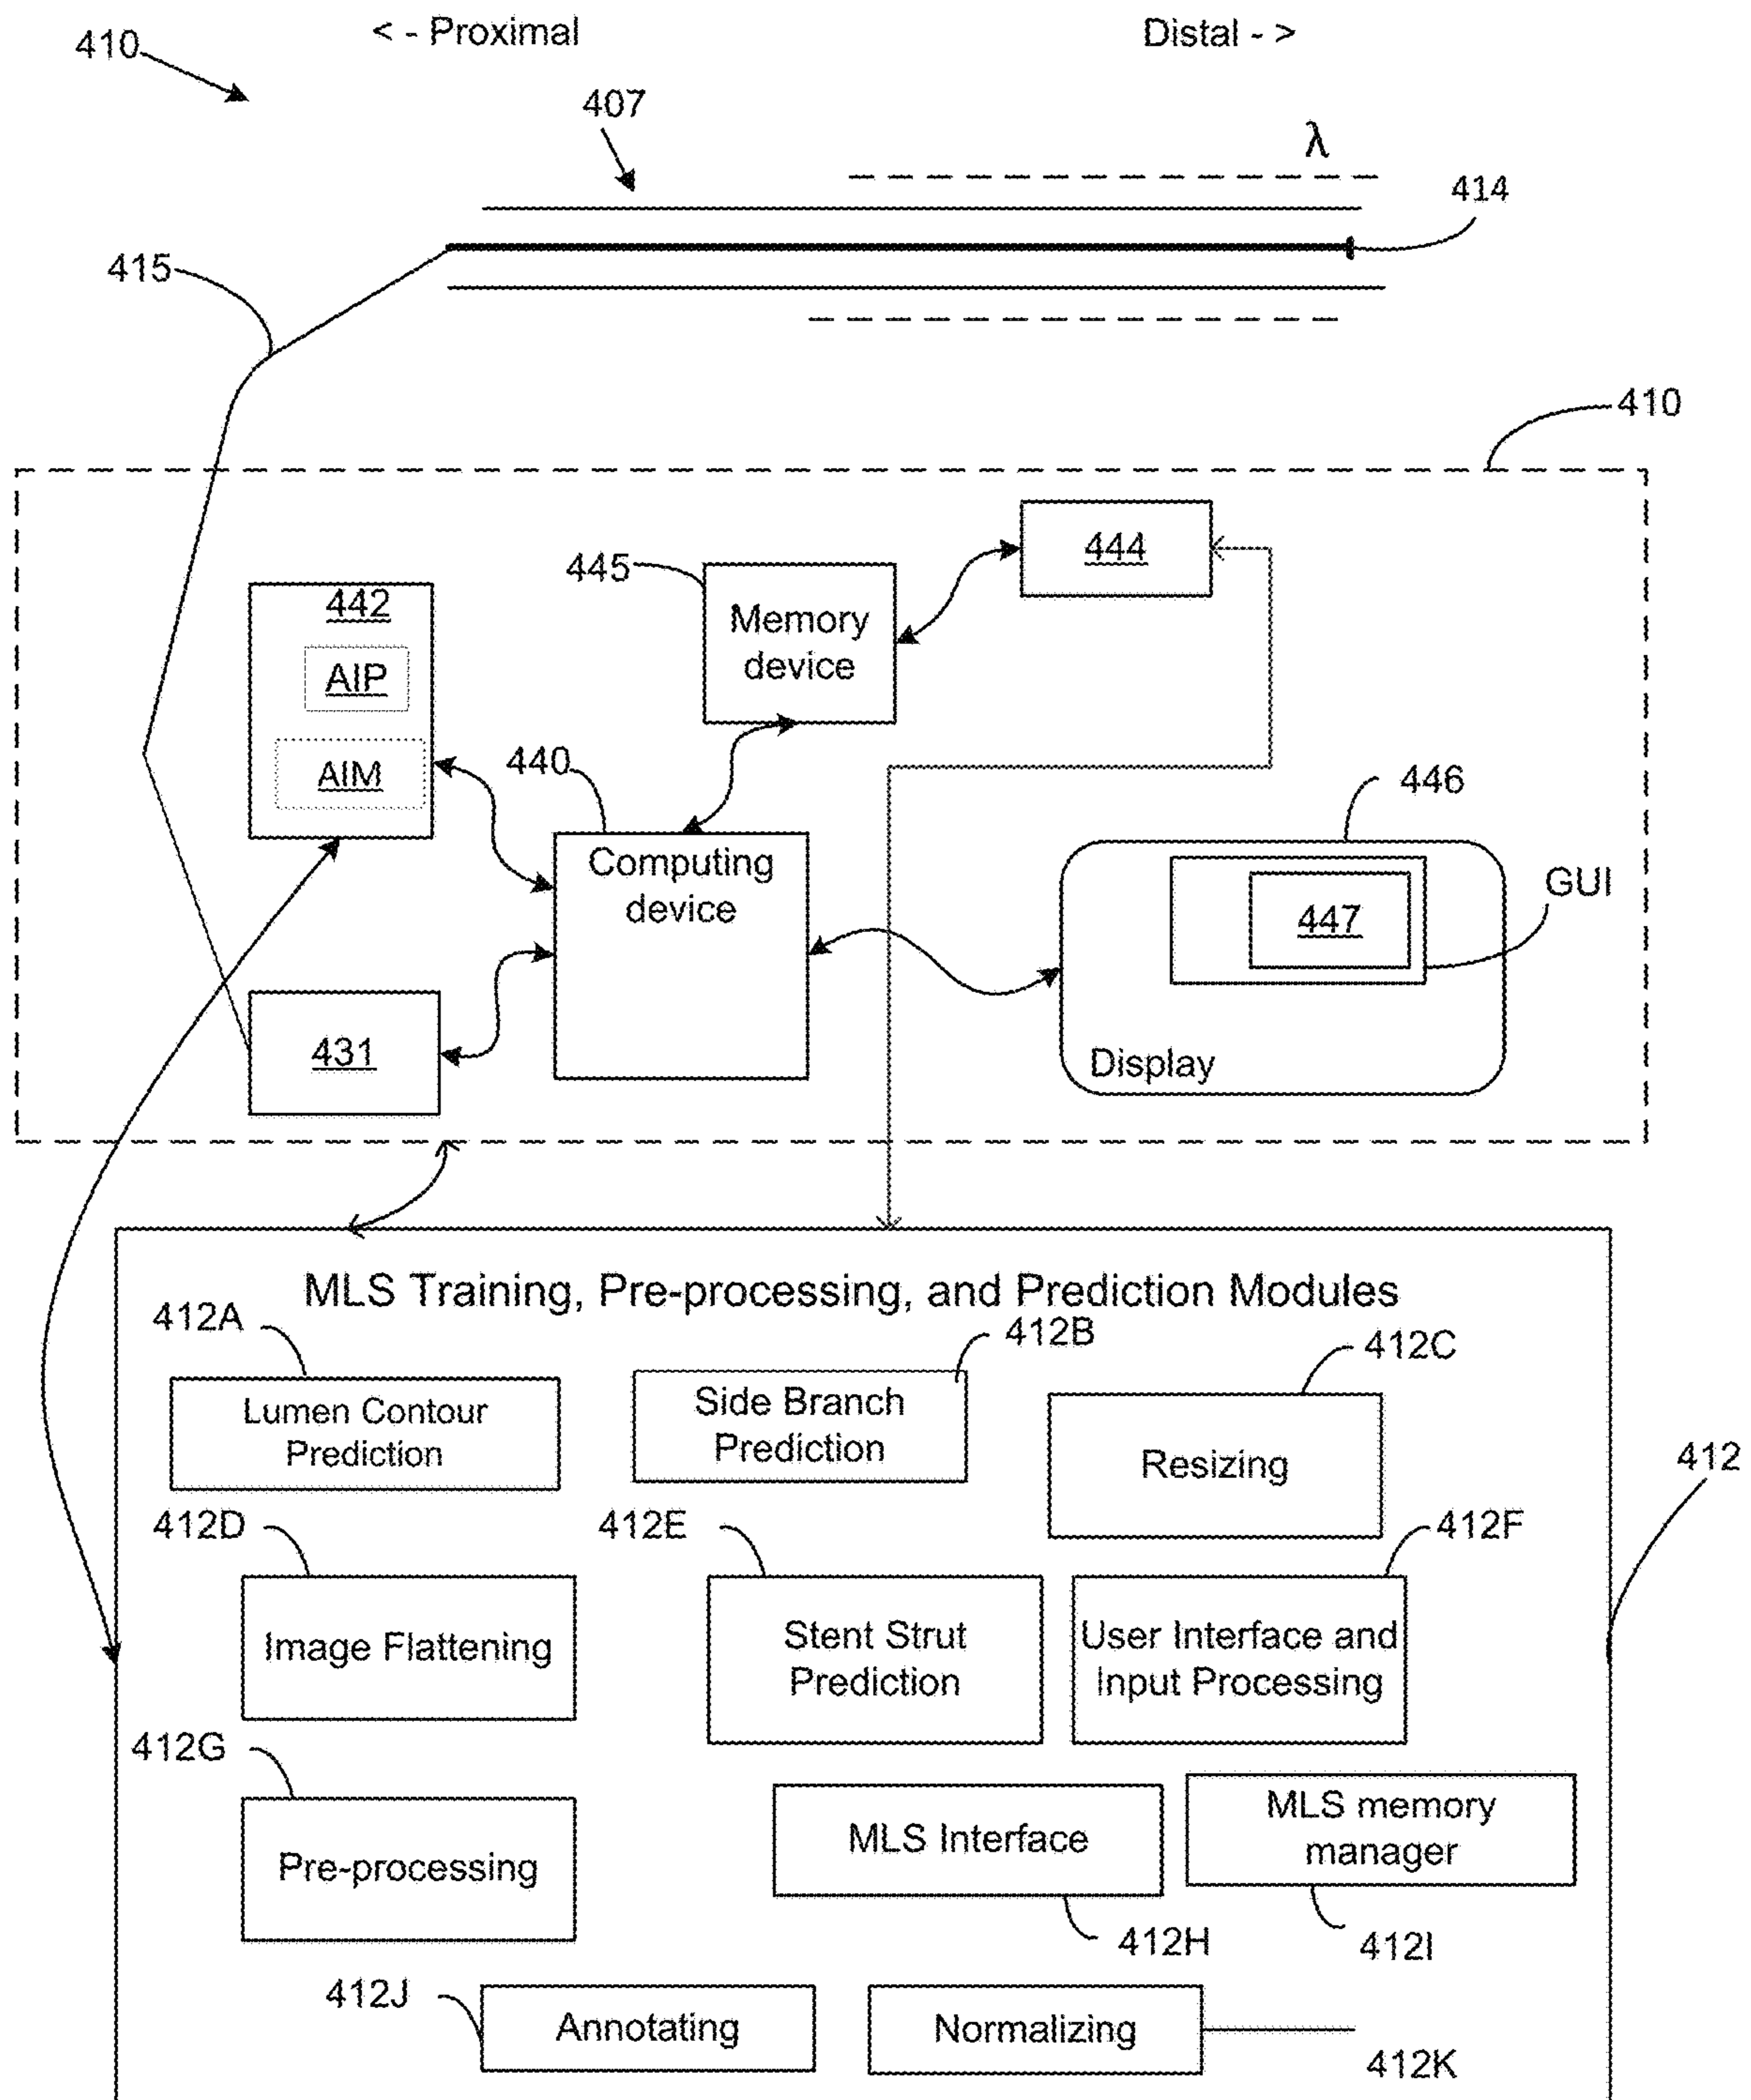 < - Proximal
Distal - >
410
407
λ
414
415
410
444
445
Memory
device
442
AIP
AIM
440
Computing
device
446
GUI
447
431
Display
MLS Training, Pre-processing, and Prediction Modules
412A
412B
412C
Lumen Contour
Prediction
Side Branch
Prediction
Resizing
412
412D
412E
412F
Image Flattening
Stent Strut
Prediction
User Interface and
Input Processing
412G
Pre-processing
MLS Interface
MLS memory
manager
412H
412I
412J
Annotating
Normalizing
412K